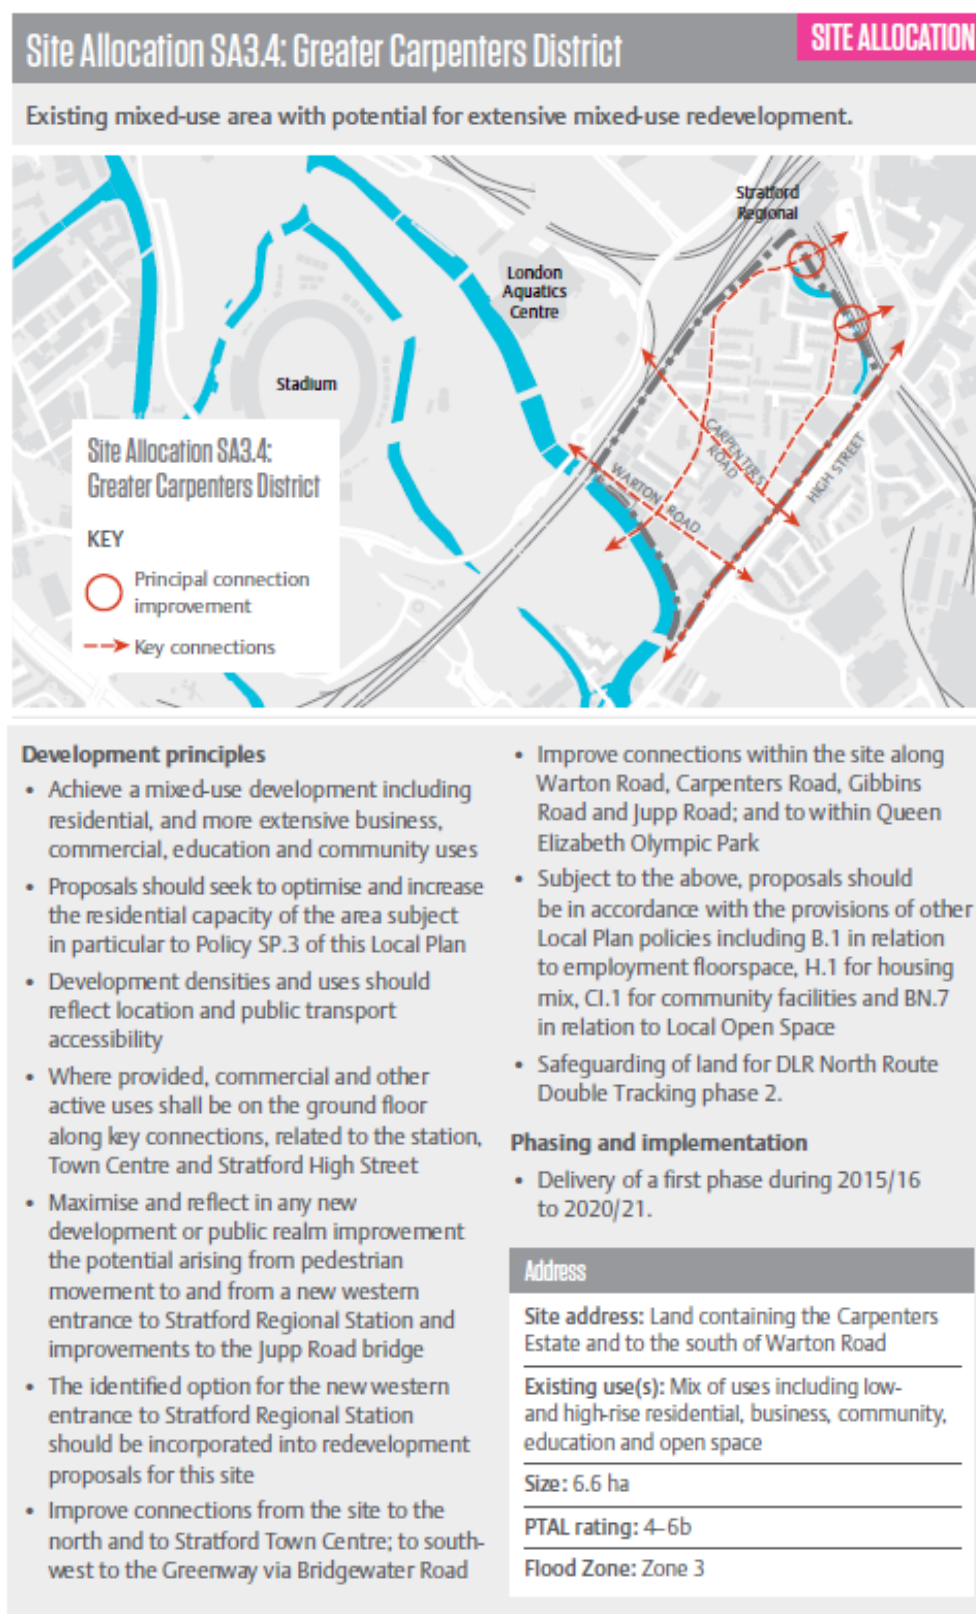 Site Allocation SA3.4: Greater Carpenters District
SITE ALLOCATION
Existing mixed-use area with potential for extensive mixed-use redevelopment.
Stratford
Regional
London
Aquatics
Centre
Stadium
CARPENTERS
ROAD
HIGH STREET
WARTON ROAD
Site Allocation SA3.4:
Greater Carpenters District
KEY
Principal connection
improvement
Key connections
Development principles
• Achieve a mixed-use development including
residential, and more extensive business,
commercial, education and community uses
• Proposals should seek to optimise and increase
the residential capacity of the area subject
in particular to Policy SP.3 of this Local Plan
• Development densities and uses should
reflect location and public transport
accessibility
• Where provided, commercial and other
active uses shall be on the ground floor
along key connections, related to the station,
Town Centre and Stratford High Street
• Maximise and reflect in any new
development or public realm improvement
the potential arising from pedestrian
movement to and from a new western
entrance to Stratford Regional Station and
improvements to the Jupp Road bridge
• The identified option for the new western
entrance to Stratford Regional Station
should be incorporated into redevelopment
proposals for this site
• Improve connections from the site to the
north and to Stratford Town Centre; to south-
west to the Greenway via Bridgewater Road
• Improve connections within the site along
Warton Road, Carpenters Road, Gibbins
Road and Jupp Road; and to within Queen
Elizabeth Olympic Park
• Subject to the above, proposals should
be in accordance with the provisions of other
Local Plan policies including B.1 in relation
to employment floorspace, H.1 for housing
mix, CI.1 for community facilities and BN.7
in relation to Local Open Space
• Safeguarding of land for DLR North Route
Double Tracking phase 2.
Phasing and implementation
• Delivery of a first phase during 2015/16
to 2020/21.
Address
Site address: Land containing the Carpenters
Estate and to the south of Warton Road
Existing use(s): Mix of uses including low-
and high-rise residential, business, community,
education and open space
Size: 6.6 ha
PTAL rating: 4–6b
Flood Zone: Zone 3